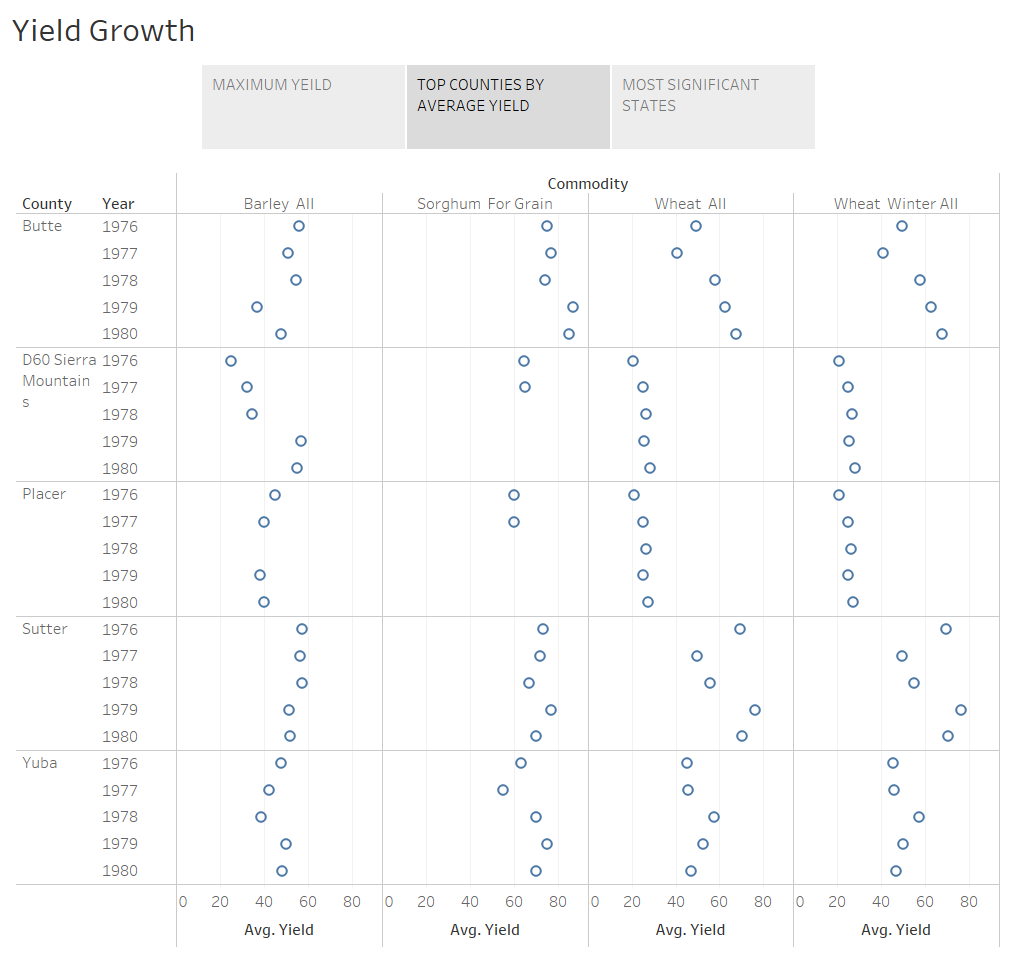 Yield Growth
MAXIMUM YEILD
TOP COUNTIES BY
AVERAGE YIELD
MOST SIGNIFICANT
STATES
Commodity
County Year Barley All Sorghum For Grain Wheat All Wheat Winter All
Butte 1976
1977
1978
1979
1980
D60 Sierra 1976
Mountain 1977
s
1978
1979
1980
Placer 1976
1977
1978
1979
1980
Sutter 1976
1977
1978
1979
1980
Yuba 1976
1977
1978
1979
1980
0 20 40 60 80 0 20 40 60 80 0 20 40 60 80 0 20 40 60 80
Avg. Yield Avg. Yield Avg. Yield Avg. Yield